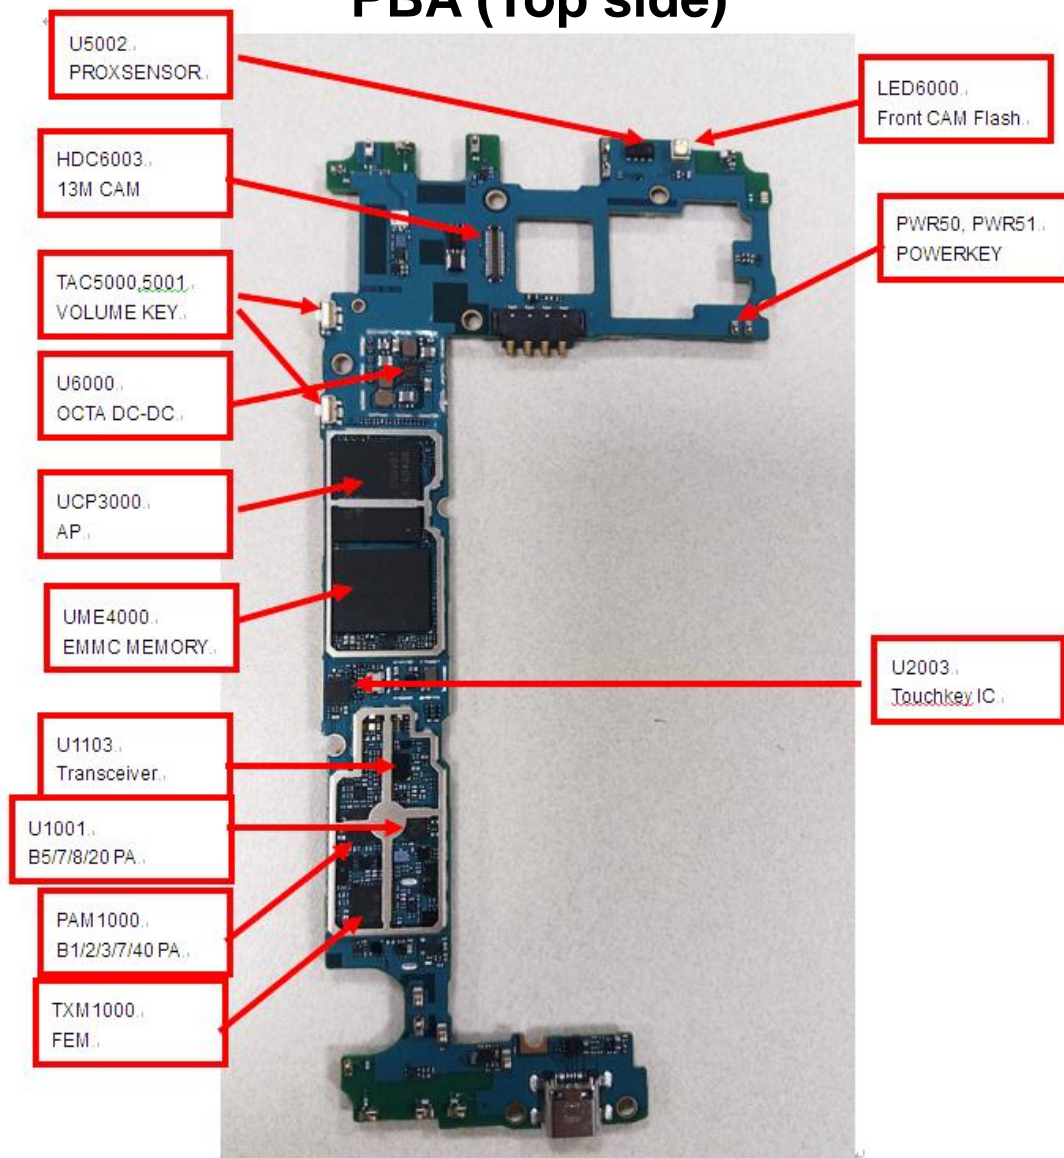 PBA (Top side)
U5002
PROXSENSOR
LED6000
Front CAM Flash
HDC6003
13M CAM
PWR50, PWR51
POWERKEY
TAC5000,5001
VOLUME KEY
U6000
OCTA DC-DC
UCP3000
AP
UME4000
EMMC MEMORY
U2003
Touchkey IC
U1103
Transceiver
U1001
B5/7/8/20 PA
PAM1000
B1/2/3/7/40 PA
TXM1000
FEM